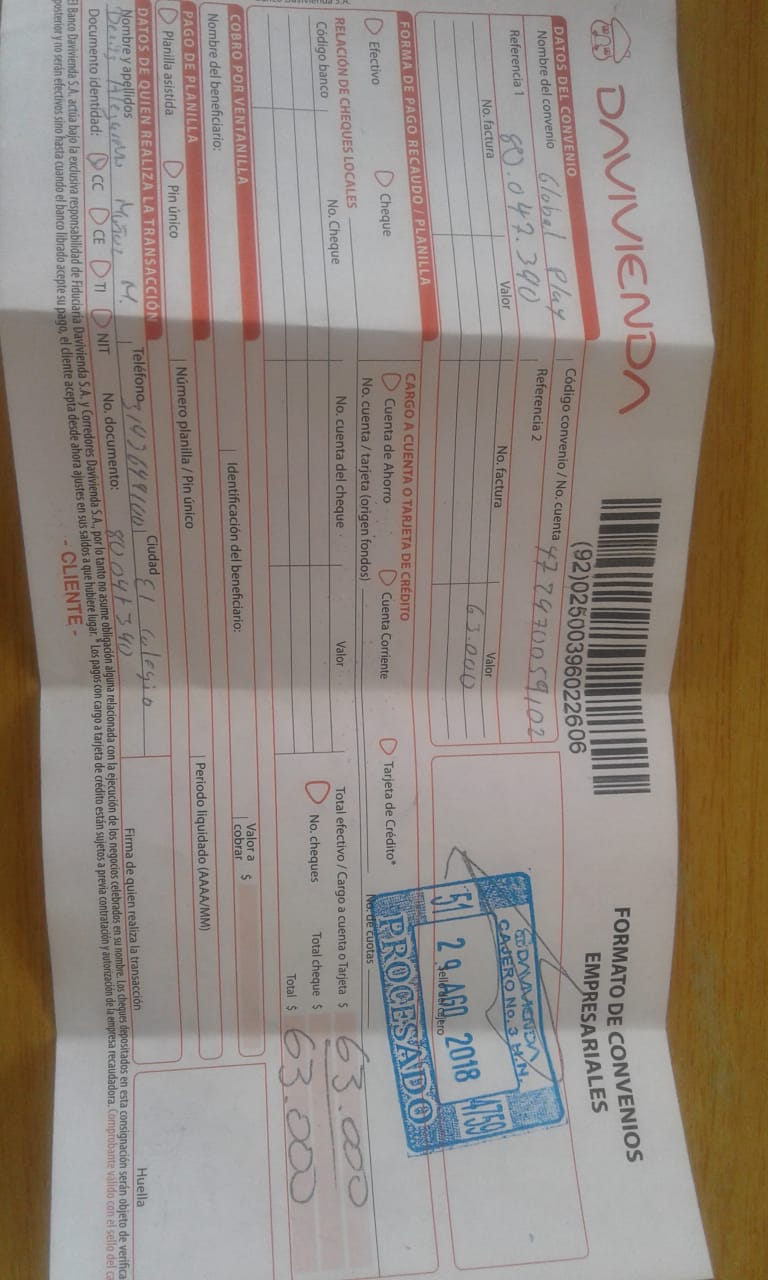 DAVIVIENDA
(92)02500396022606
FORMATO DE CONVENIOS
EMPRESARIALES
DATOS DEL CONVENIO
Nombre del convenio Global Play
Código convenio / No. cuenta
Referencia 1 80.047.390
Referencia 2
No. factura Valor No. factura Valor
63.000
DAVIVIENDA
CAJERO No. 3
51 29 AGO 2018 4759
Sello del cajero
PROCESADO
FORMA DE PAGO RECAUDO / PLANILLA
Efectivo Cheque
CARGO A CUENTA O TARJETA DE CRÉDITO
Cuenta de Ahorro Cuenta Corriente Tarjeta de Crédito*
No. cuenta / tarjeta (origen fondos) No. de cuotas
RELACIÓN DE CHEQUES LOCALES
Código banco No. Cheque No. cuenta del cheque Valor
Total efectivo / Cargo a cuenta o Tarjeta $ 63.000
No. cheques Total cheque $
Total $ 63.000
COBRO POR VENTANILLA
Nombre del beneficiario: Identificación del beneficiario: Valor a cobrar $
PAGO DE PLANILLA
Planilla asistida Pin único Número planilla / Pin único Periodo liquidado (AAAA/MM)
DATOS DE QUIEN REALIZA LA TRANSACCIÓN
Nombre y apellidos Alejandro Muñoz M. Teléfono Ciudad El Colegio Firma de quien realiza la transacción Huella
Documento identidad: CC CE TI NIT No. documento: 80047390
El Banco Davivienda S.A. actúa bajo la exclusiva responsabilidad de Fiduciaria Davivienda S.A. y Corredores Davivienda S.A., por lo tanto no asume obligación alguna relacionada con la ejecución de los negocios celebrados en su nombre. Los cheques depositados en esta consignación serán objeto de verifica
posterior y no serán efectivos sino hasta cuando el banco librado acepte su pago, el cliente acepta desde ahora ajustes en sus saldos a que hubiere lugar. * Los pagos con cargo a tarjeta de crédito están sujetos a previa contratación y autorización de la empresa recaudadora. Comprobante válido con el sello del ca
- CLIENTE -